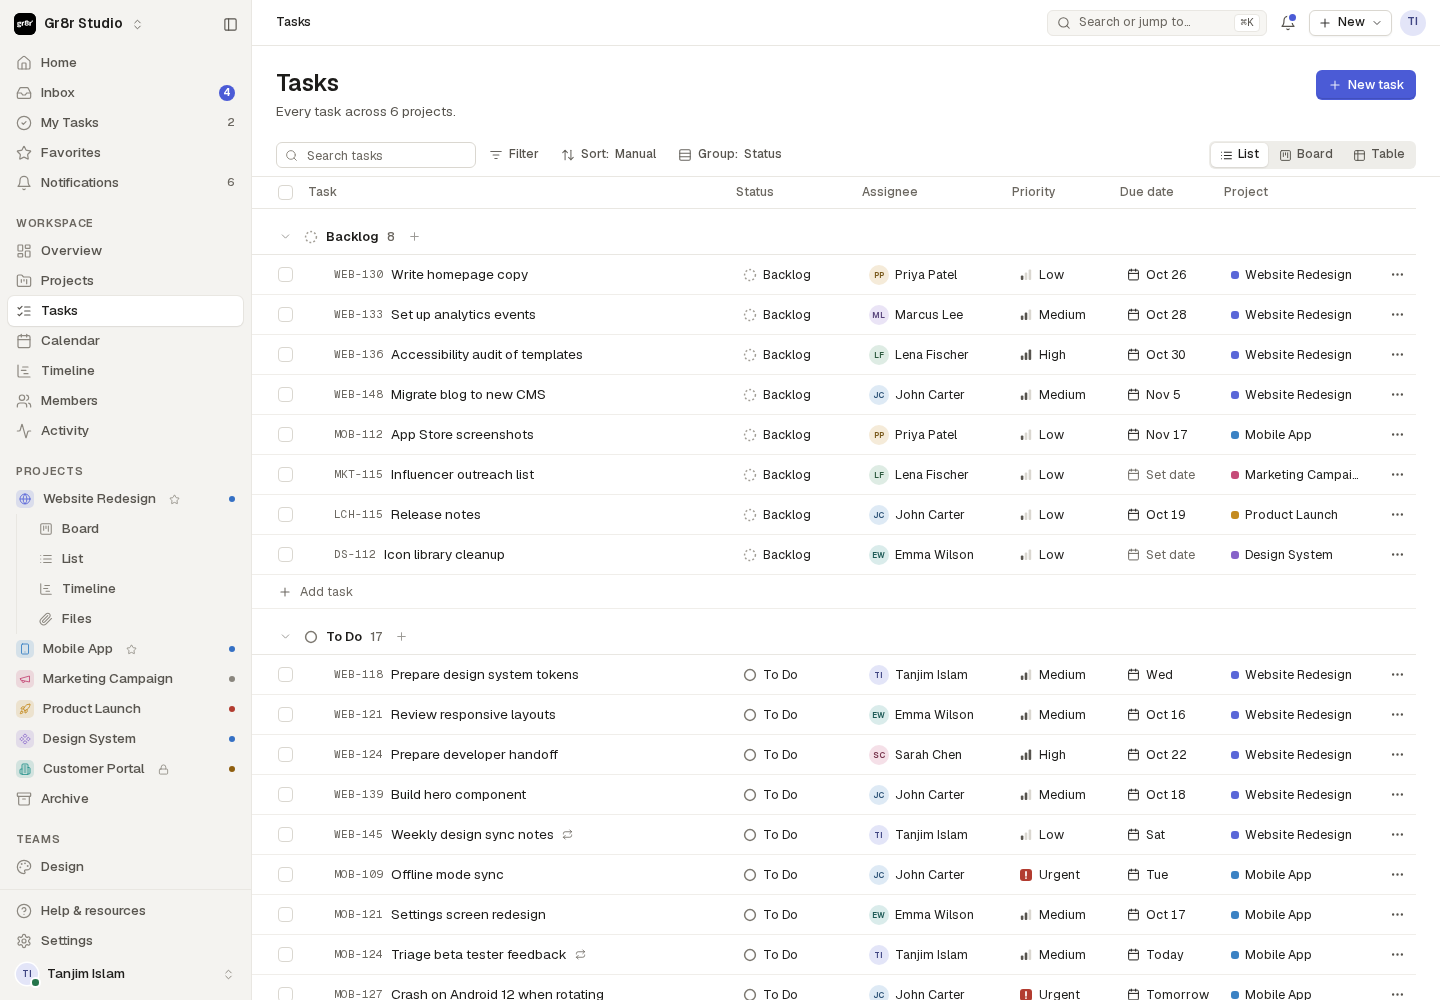 gr8r Gr8r Studio
Home
Inbox 4
My Tasks 2
Favorites
Notifications 6
WORKSPACE
Overview
Projects
Tasks
Calendar
Timeline
Members
Activity
PROJECTS
Website Redesign
Board
List
Timeline
Files
Mobile App
Marketing Campaign
Product Launch
Design System
Customer Portal
Archive
TEAMS
Design
Help & resources
Settings
TI Tanjim Islam
Tasks Search or jump to... ⌘K New TI
Tasks
Every task across 6 projects.
New task
Search tasks Filter Sort: Manual Group: Status List Board Table
Task Status Assignee Priority Due date Project
Backlog 8
WEB-130 Write homepage copy Backlog PP Priya Patel Low Oct 26 Website Redesign
WEB-133 Set up analytics events Backlog ML Marcus Lee Medium Oct 28 Website Redesign
WEB-136 Accessibility audit of templates Backlog LF Lena Fischer High Oct 30 Website Redesign
WEB-148 Migrate blog to new CMS Backlog JC John Carter Medium Nov 5 Website Redesign
MOB-112 App Store screenshots Backlog PP Priya Patel Low Nov 17 Mobile App
MKT-115 Influencer outreach list Backlog LF Lena Fischer Low Set date Marketing Campai...
LCH-115 Release notes Backlog JC John Carter Low Oct 19 Product Launch
DS-112 Icon library cleanup Backlog EW Emma Wilson Low Set date Design System
Add task
To Do 17
WEB-118 Prepare design system tokens To Do TI Tanjim Islam Medium Wed Website Redesign
WEB-121 Review responsive layouts To Do EW Emma Wilson Medium Oct 16 Website Redesign
WEB-124 Prepare developer handoff To Do SC Sarah Chen High Oct 22 Website Redesign
WEB-139 Build hero component To Do JC John Carter Medium Oct 18 Website Redesign
WEB-145 Weekly design sync notes To Do TI Tanjim Islam Low Sat Website Redesign
MOB-109 Offline mode sync To Do JC John Carter Urgent Tue Mobile App
MOB-121 Settings screen redesign To Do EW Emma Wilson Medium Oct 17 Mobile App
MOB-124 Triage beta tester feedback To Do TI Tanjim Islam Medium Today Mobile App
MOB-127 Crash on Android 12 when rotating To Do JC John Carter Urgent Tomorrow Mobile App